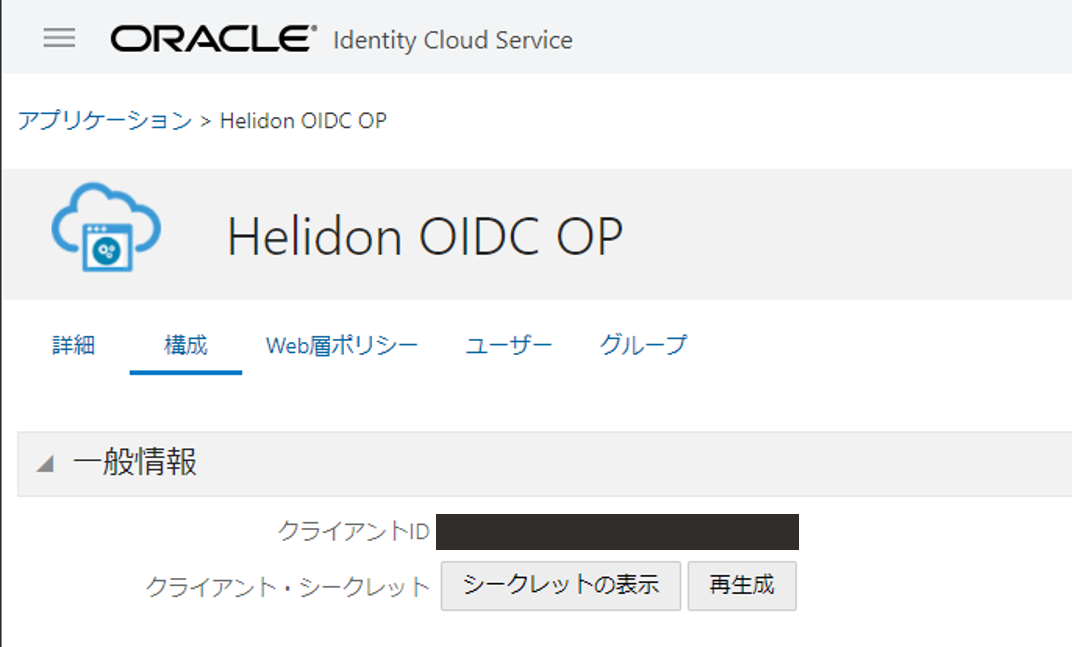 ORACLE® Identity Cloud Service
アプリケーション > Helidon OIDC OP
Helidon OIDC OP
詳細 構成 Web層ポリシー ユーザー グループ
一般情報
クライアントID
クライアント・シークレット シークレットの表示 再生成